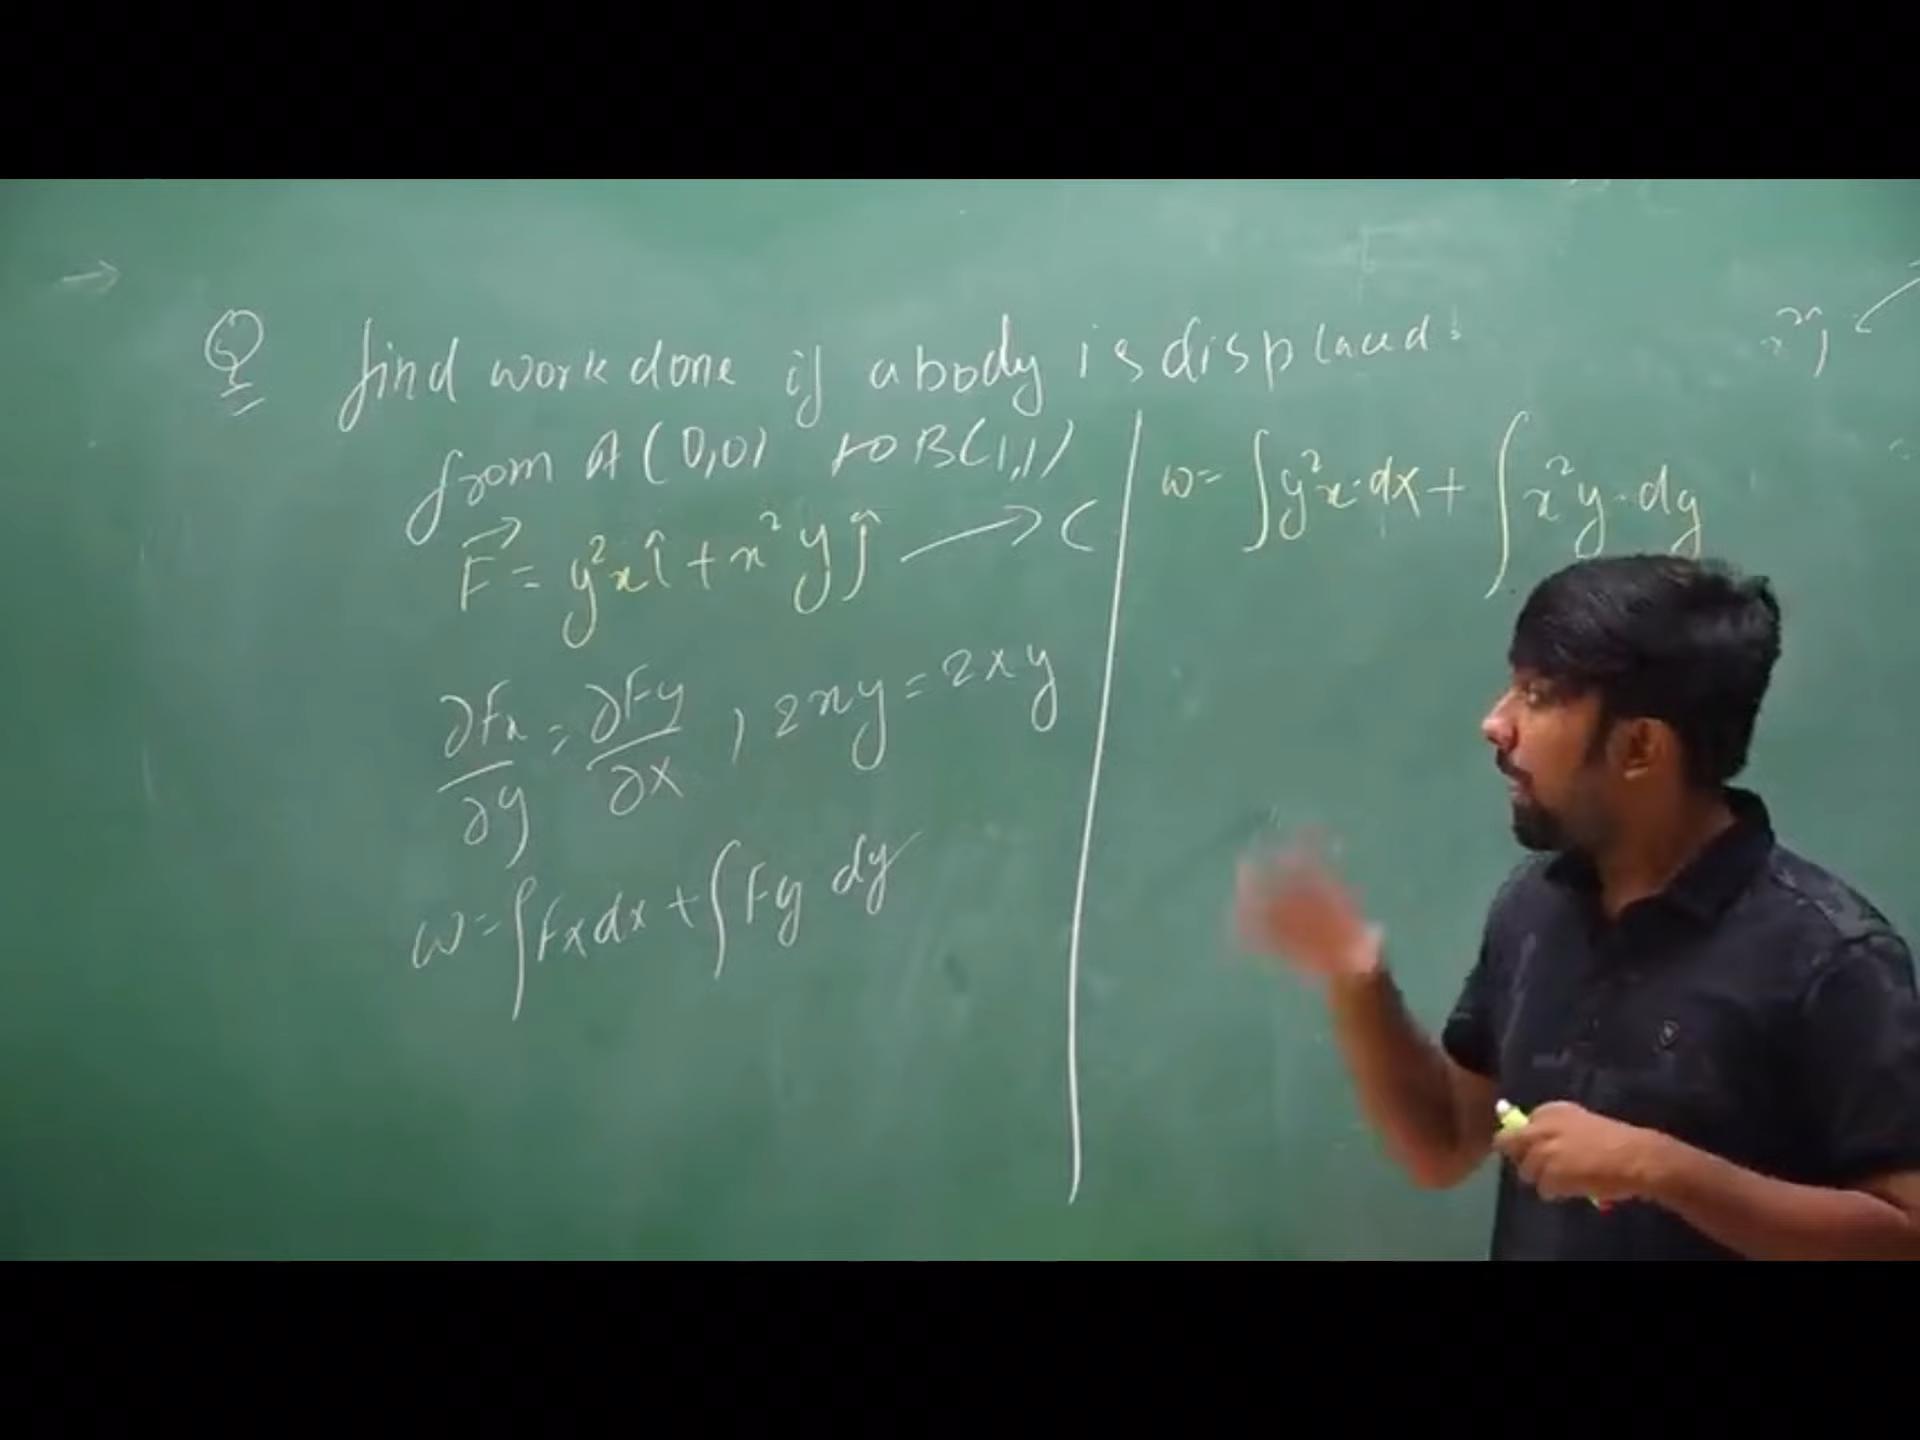 Q find work done if a body is displaced
from A (0,0) to B(1,1)
F⃗ = y²x î + x²y ĵ → C
∂Fx/∂y = ∂Fy/∂x , 2xy = 2xy
w = ∫Fx dx + ∫Fy dy
w = ∫y²x·dx + ∫x²y·dy